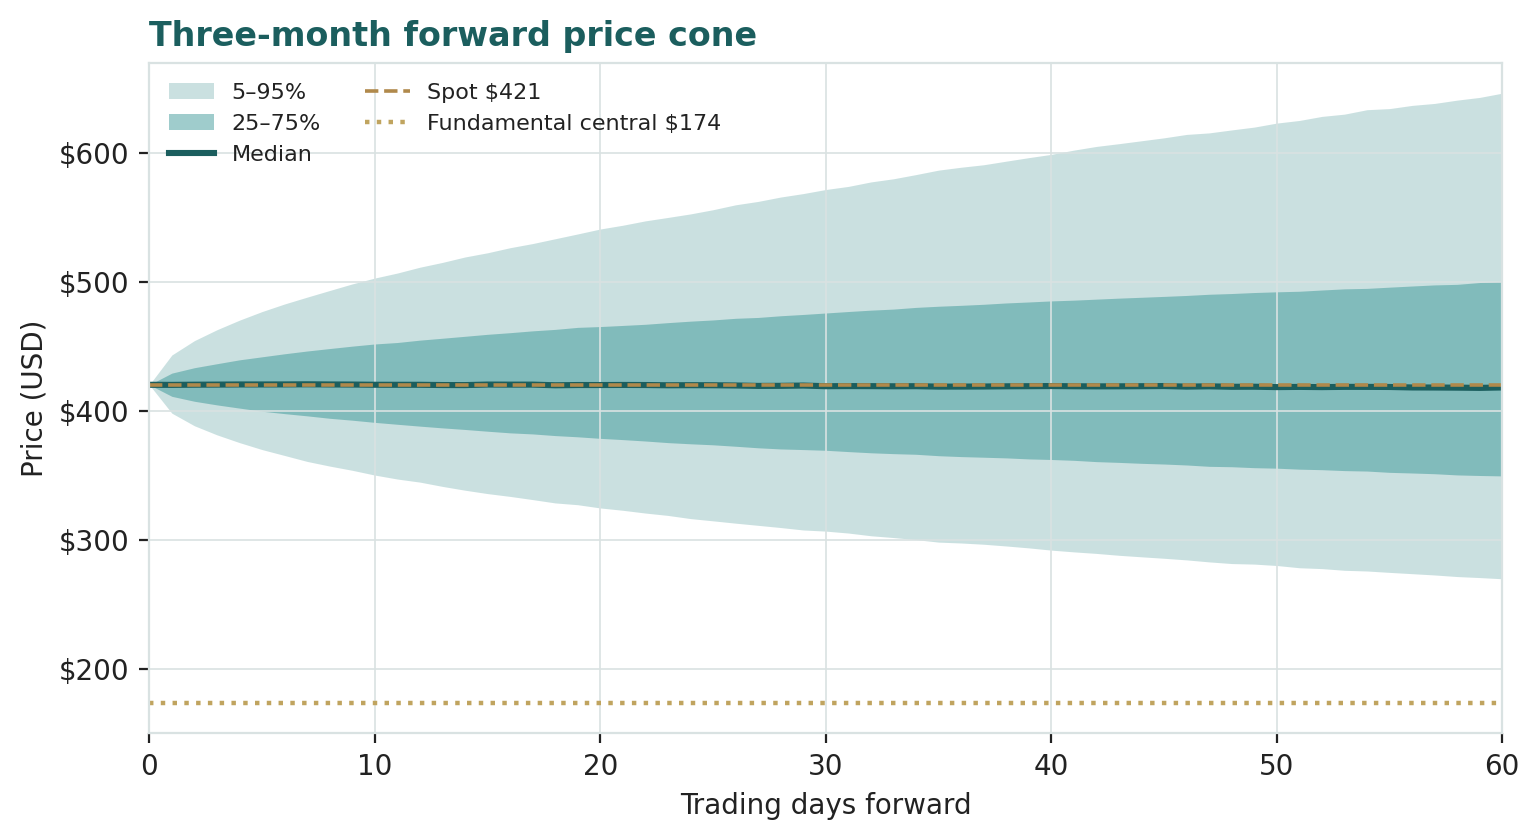 Three-month forward price cone
5–95%
25–75%
Median
Spot $421
Fundamental central $174
Price (USD)
$600
$500
$400
$300
$200
0 10 20 30 40 50 60
Trading days forward